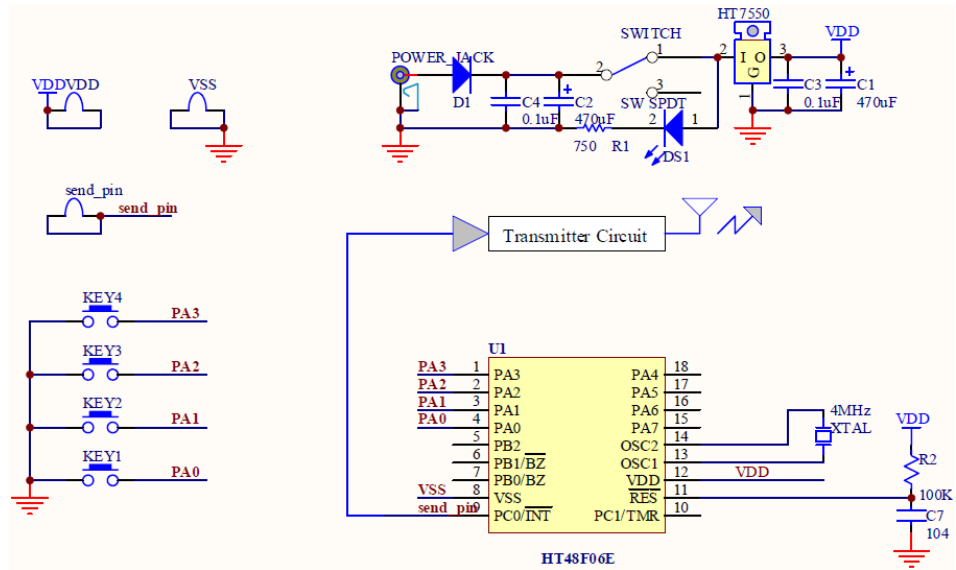 HT7550
SWITCH
VDD
POWER_JACK
1
2
2
I
O
3
G
1
D1
C4
0.1uF
C2
470uF
3
SW SPDT
2
1
750
R1
DS1
C3
0.1uF
C1
470uF
VDD
VDD
VSS
send_pin
send_pin
Transmitter Circuit
KEY4
PA3
KEY3
PA2
KEY2
PA1
KEY1
PA0
U1
PA3 1 PA3 PA4 18
PA2 2 PA2 PA5 17
PA1 3 PA1 PA6 16
PA0 4 PA0 PA7 15
5 PB2 OSC2 14
6 PB1/BZ OSC1 13
7 PB0/BZ VDD 12 VDD
VSS 8 VSS RES 11
send_pin 9 PC0/INT PC1/TMR 10
HT48F06E
4MHz
XTAL
VDD
R2
100K
C7
104